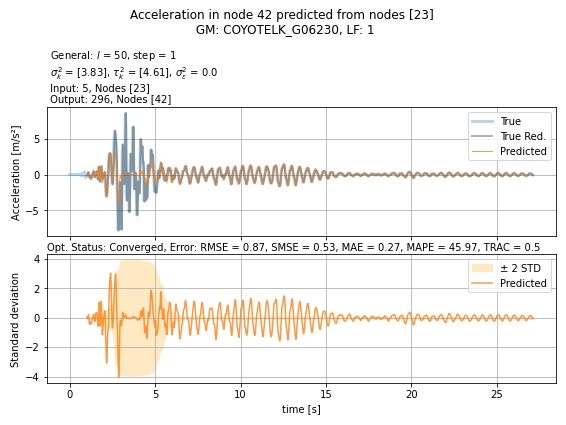 Acceleration in node 42 predicted from nodes [23]
GM: COYOTELK_G06230, LF: 1
General: l = 50, step = 1
σ²ₖ = [3.83], τ²ₖ = [4.61], σ²ε = 0.0
Input: 5, Nodes [23]
Output: 296, Nodes [42]
Acceleration [m/s²]
5
0
−5
True
True Red.
Predicted
Opt. Status: Converged, Error: RMSE = 0.87, SMSE = 0.53, MAE = 0.27, MAPE = 45.97, TRAC = 0.5
Standard deviation
4
2
0
−2
−4
± 2 STD
Predicted
0 5 10 15 20 25
time [s]